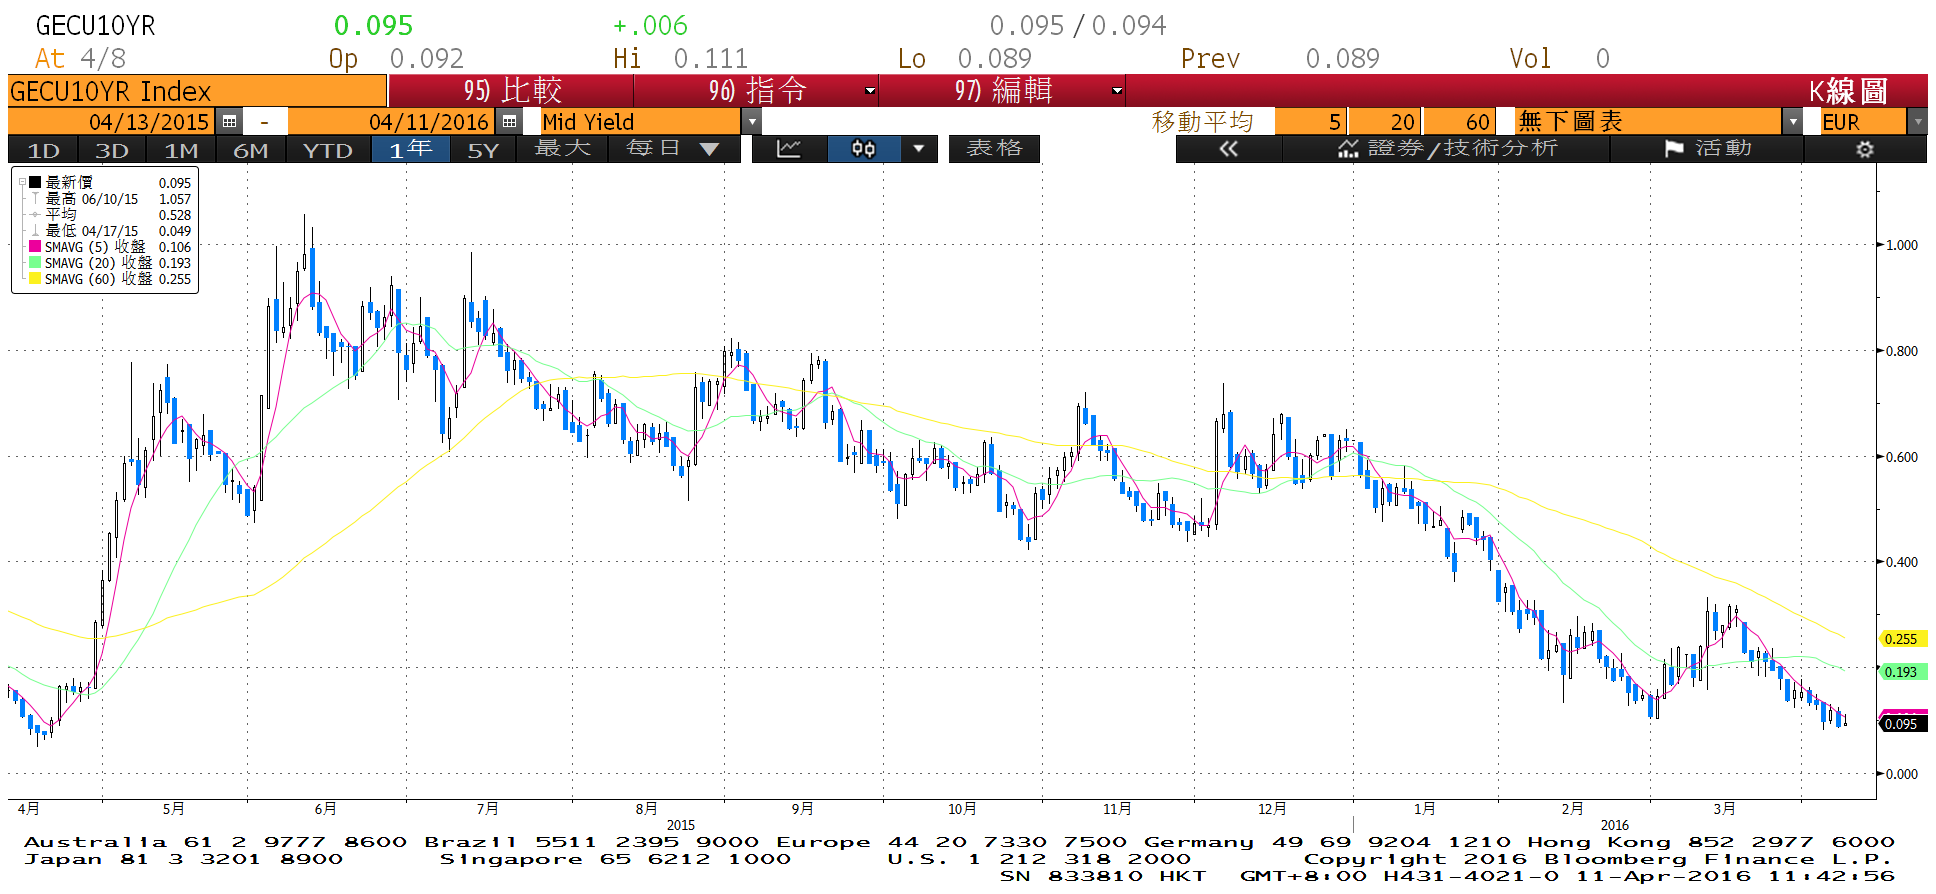 GECU10YR 0.095 +.006 0.095 / 0.094
At 4/8 Op 0.092 Hi 0.111 Lo 0.089 Prev 0.089 Vol 0
GECU10YR Index 95) 比較 96) 指令 97) 編輯 K線圖
04/13/2015 - 04/11/2016 Mid Yield 移動平均 5 20 60 無下圖表 EUR
1D 3D 1M 6M YTD 1年 5Y 最大 每日 表格 « 證券/技術分析 活動
最新價 0.095
最高 06/10/15 1.057
平均 0.528
最低 04/17/15 0.049
SMAVG (5) 收盤 0.106
SMAVG (20) 收盤 0.193
SMAVG (60) 收盤 0.255
1.000
0.800
0.600
0.400
0.255
0.193
0.095
0.000
4月 5月 6月 7月 8月 9月 10月 11月 12月 1月 2月 3月
2015 2016
Australia 61 2 9777 8600 Brazil 5511 2395 9000 Europe 44 20 7330 7500 Germany 49 69 9204 1210 Hong Kong 852 2977 6000
Japan 81 3 3201 8900 Singapore 65 6212 1000 U.S. 1 212 318 2000 Copyright 2016 Bloomberg Finance L.P.
SN 833810 HKT GMT+8:00 H431-4021-0 11-Apr-2016 11:42:56